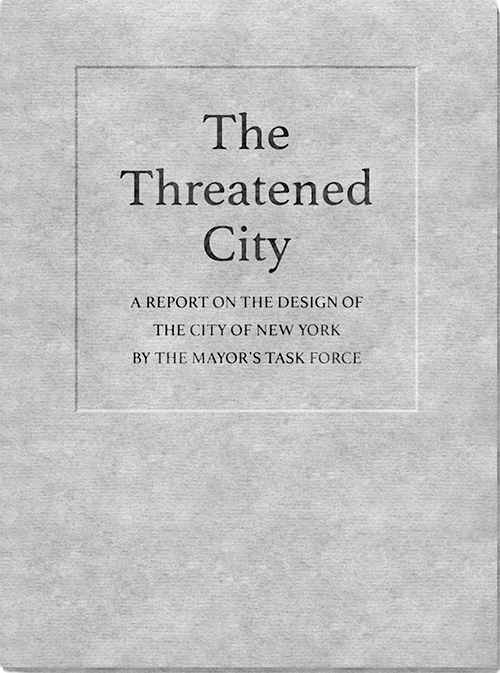 The
Threatened
City
A REPORT ON THE DESIGN OF
THE CITY OF NEW YORK
BY THE MAYOR'S TASK FORCE